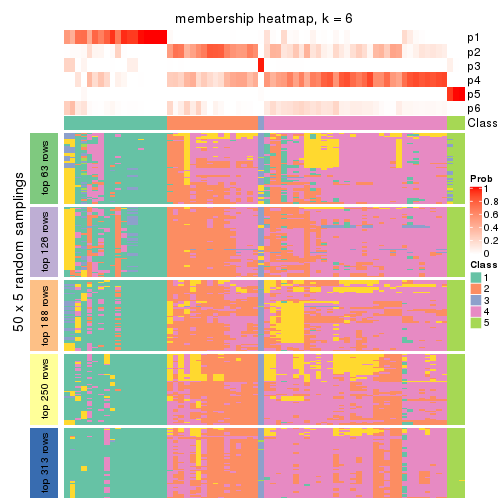 membership heatmap, k = 6
p1
p2
p3
p4
p5
p6
Class
50 x 5 random samplings
top 63 rows
top 126 rows
top 188 rows
top 250 rows
top 313 rows
Prob
1
0.8
0.6
0.4
0.2
0
Class
1
2
3
4
5